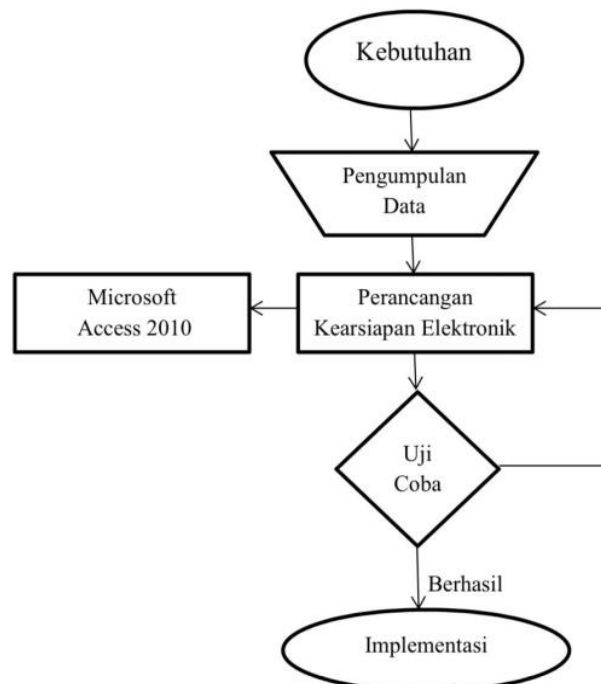 Kebutuhan
Pengumpulan
Data
Microsoft
Access 2010
Perancangan
Kearsiapan Elektronik
Uji
Coba
Berhasil
Implementasi